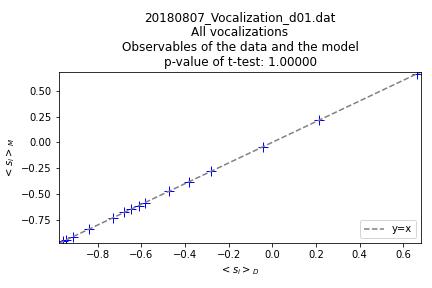 20180807_Vocalization_d01.dat
All vocalizations
Observables of the data and the model
p-value of t-test: 1.00000
< s_i >_M
0.50
0.25
0.00
−0.25
−0.50
−0.75
y=x
−0.8 −0.6 −0.4 −0.2 0.0 0.2 0.4 0.6
< s_i >_D